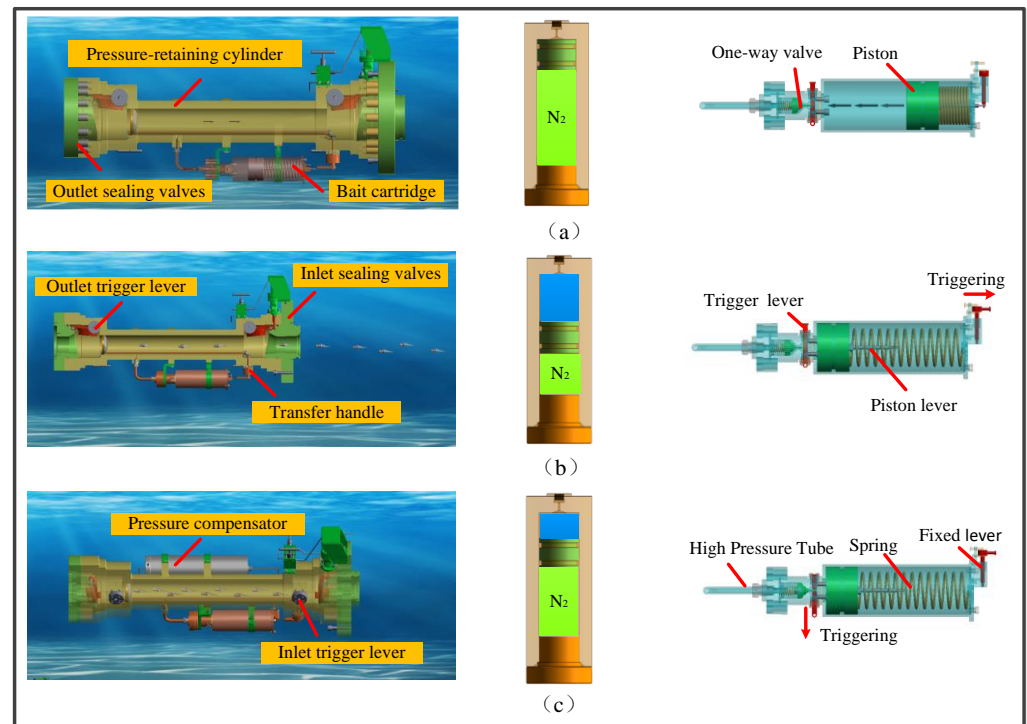 Pressure-retaining cylinder
Outlet sealing valves
Bait cartridge
N2
One-way valve
Piston
(a)
Outlet trigger lever
Inlet sealing valves
Transfer handle
N2
Trigger lever
Triggering
Piston lever
(b)
Pressure compensator
Inlet trigger lever
N2
High Pressure Tube
Spring
Fixed lever
Triggering
(c)